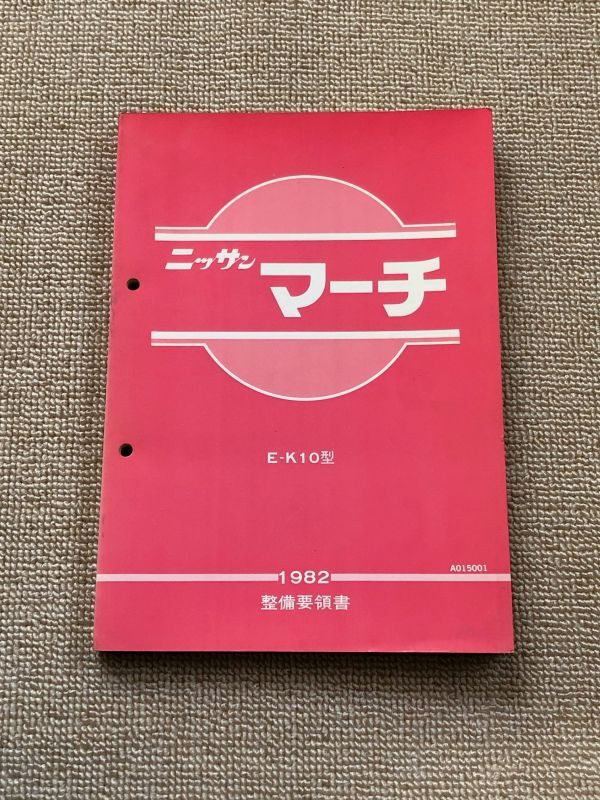 ニッサン
マーチ
E-K10型
A015001
1982
整備要領書